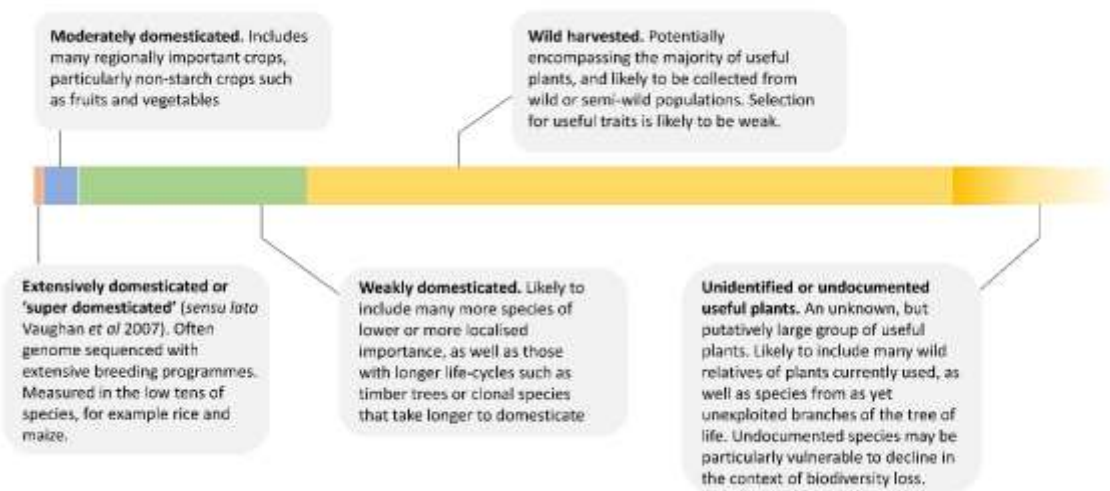 Moderately domesticated. Includes
many regionally important crops,
particularly non-starch crops such
as fruits and vegetables
Wild harvested. Potentially
encompassing the majority of useful
plants, and likely to be collected from
wild or semi-wild populations. Selection
for useful traits is likely to be weak.
Extensively domesticated or
‘super domesticated’ (sensu lato
Vaughan et al 2007). Often
genome sequenced with
extensive breeding programmes.
Measured in the low tens of
species, for example rice and
maize.
Weakly domesticated. Likely to
include many more species of
lower or more localised
importance, as well as those
with longer life-cycles such as
timber trees or clonal species
that take longer to domesticate
Unidentified or undocumented
useful plants. An unknown, but
putatively large group of useful
plants. Likely to include many wild
relatives of plants currently used, as
well as species from as yet
unexploited branches of the tree of
life. Undocumented species may be
particularly vulnerable to decline in
the context of biodiversity loss.